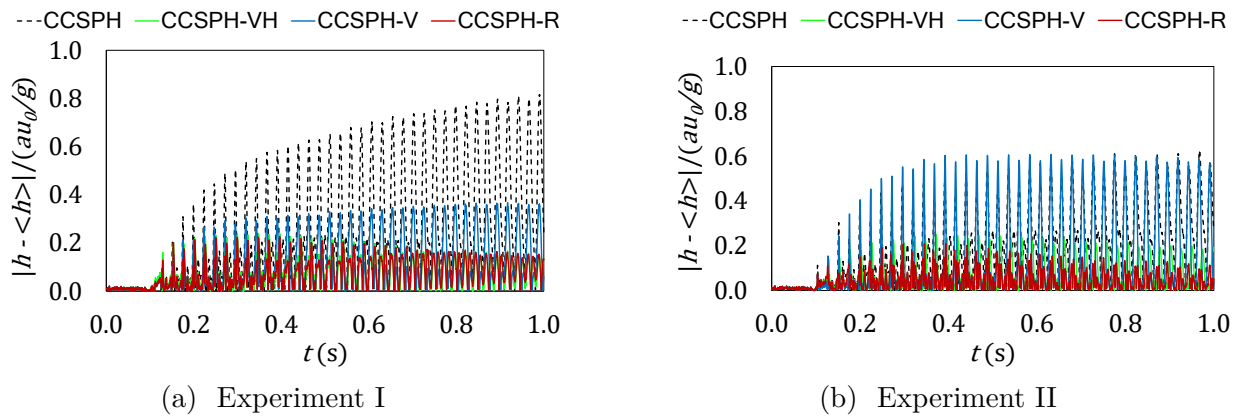 CCSPH CCSPH-VH CCSPH-V CCSPH-R
1.0
0.8
0.6
0.4
0.2
0.0
|h - <h>|/(au₀/g)
0.0 0.2 0.4 0.6 0.8 1.0
t (s)
(a) Experiment I
CCSPH CCSPH-VH CCSPH-V CCSPH-R
1.0
0.8
0.6
0.4
0.2
0.0
|h - <h>|/(au₀/g)
0.0 0.2 0.4 0.6 0.8 1.0
t (s)
(b) Experiment II